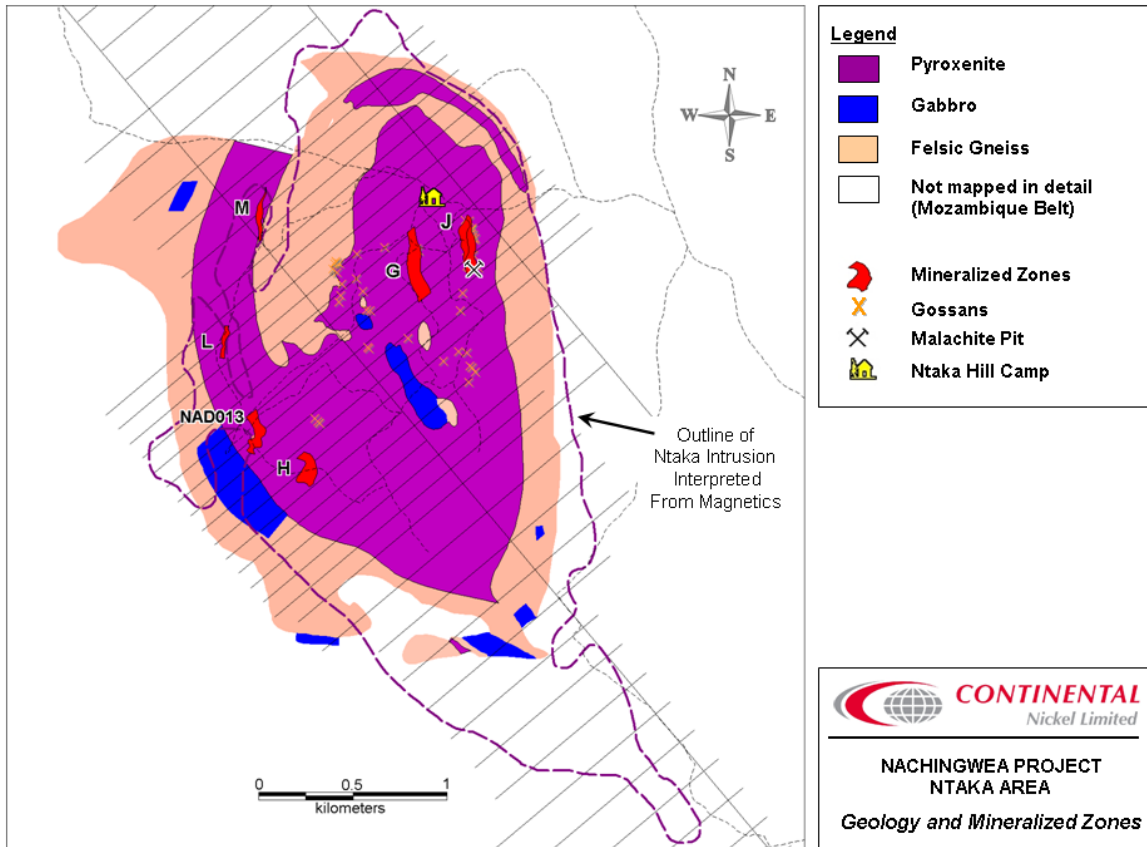 N
W
E
S
M
J
G
L
NAD013
H
Outline of
Ntaka Intrusion
Interpreted
From Magnetics
0
0.5
1
kilometers
Legend
Pyroxenite
Gabbro
Felsic Gneiss
Not mapped in detail
(Mozambique Belt)
Mineralized Zones
Gossans
Malachite Pit
Ntaka Hill Camp
CONTINENTAL
Nickel Limited
NACHINGWEA PROJECT
NTAKA AREA
Geology and Mineralized Zones